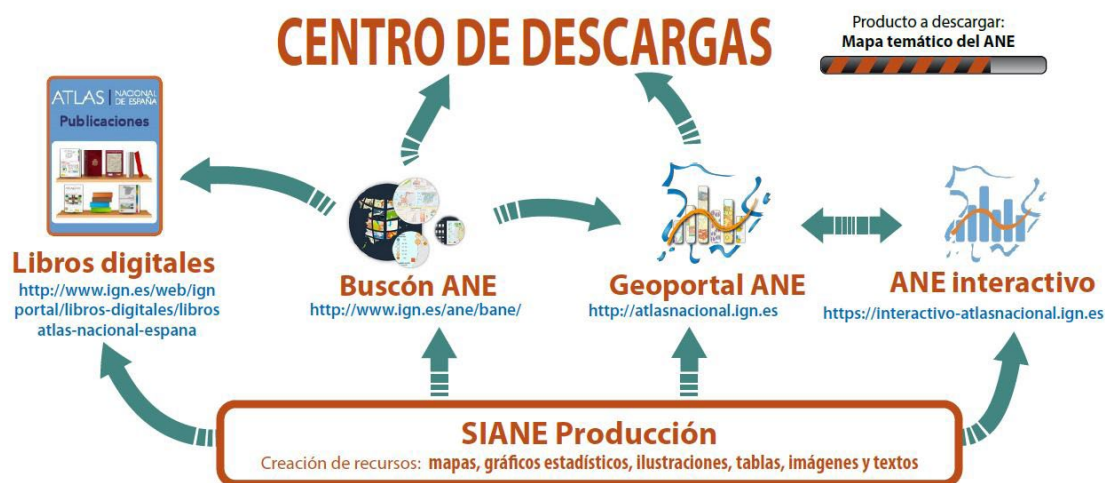 CENTRO DE DESCARGAS
Producto a descargar:
Mapa temático del ANE
ATLAS NACIONAL
DE ESPAÑA
Publicaciones
Libros digitales
http://www.ign.es/web/ign
portal/libros-digitales/libros
atlas-nacional-espana
Buscón ANE
http://www.ign.es/ane/bane/
Geoportal ANE
http://atlasnacional.ign.es
ANE interactivo
https://interactivo-atlasnacional.ign.es
SIANE Producción
Creación de recursos: mapas, gráficos estadísticos, ilustraciones, tablas, imágenes y textos